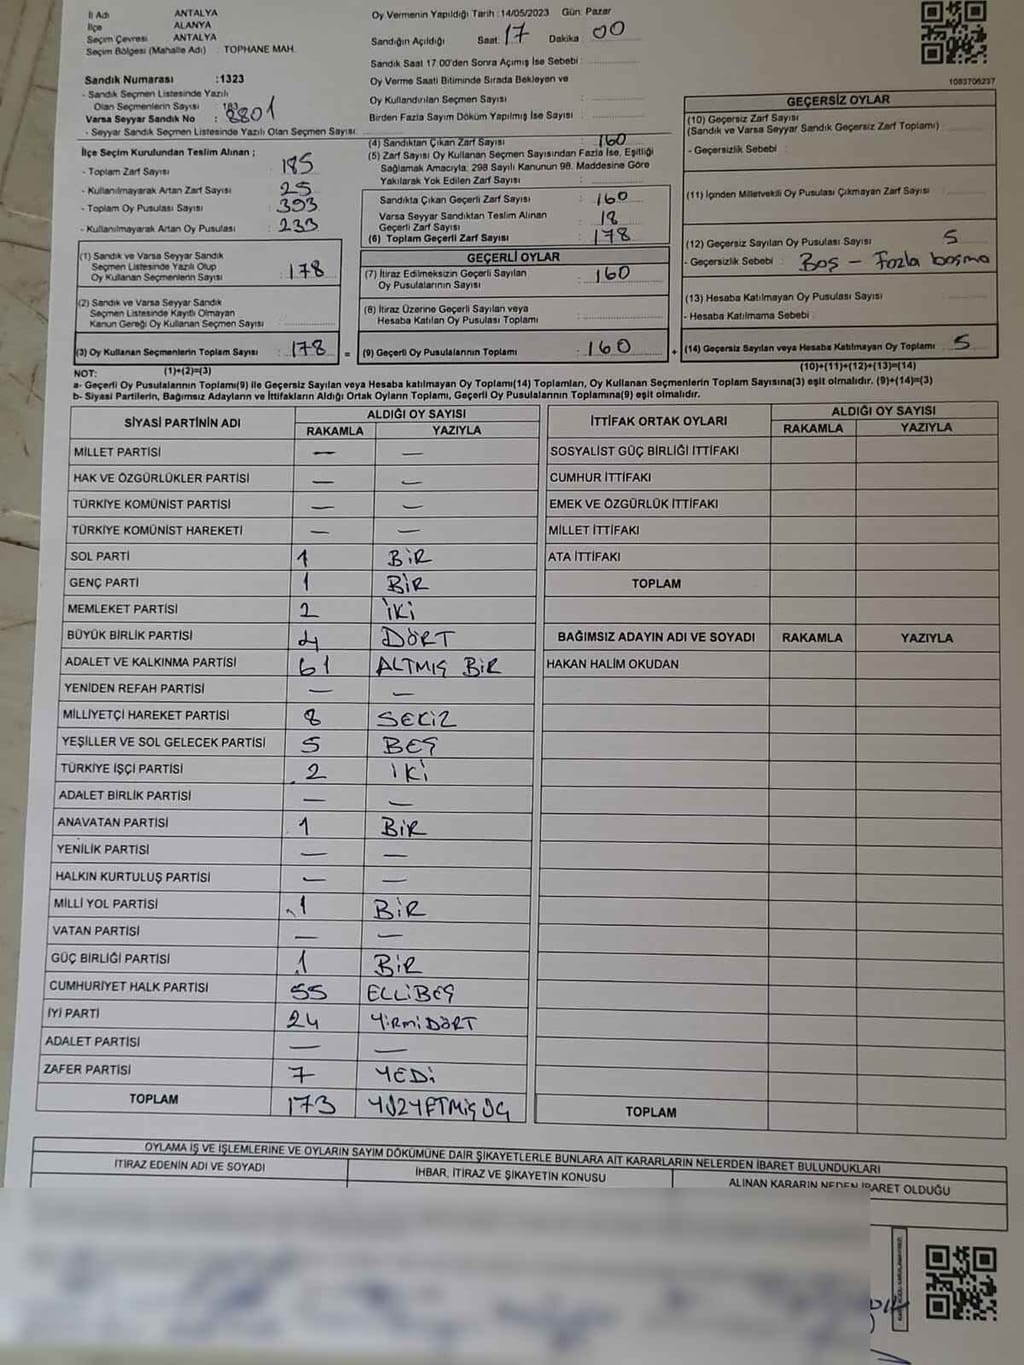 İl Adı ANTALYA
İlçe ALANYA
Seçim Çevresi ANTALYA
Seçim Bölgesi (Mahalle Adı) : TOPHANE MAH.
Sandık Numarası :1323
- Sandık Seçmen Listesinde Yazılı
Olan Seçmenlerin Sayısı : 183
Varsa Seyyar Sandık No : 8801
- Seyyar Sandık Seçmen Listesinde Yazılı Olan Seçmen Sayısı:
İlçe Seçim Kurulundan Teslim Alınan ;
- Toplam Zarf Sayısı : 185
- Kullanılmayarak Artan Zarf Sayısı : 25
- Toplam Oy Pusulası Sayısı : 393
- Kullanılmayarak Artan Oy Pusulası : 233
(1) Sandık ve Varsa Seyyar Sandık
Seçmen Listesinde Yazılı Olup
Oy Kullanan Seçmenlerin Sayısı : 178
(2) Sandık ve Varsa Seyyar Sandık
Seçmen Listesinde Kayıtlı Olmayan
Kanun Gereği Oy Kullanan Seçmen Sayısı :
(3) Oy Kullanan Seçmenlerin Toplam Sayısı : 178 =
(1)+(2)=(3)
Oy Vermenin Yapıldığı Tarih : 14/05/2023 Gün: Pazar
Sandığın Açıldığı Saat: 17 Dakika : 00
Sandık Saat 17.00'den Sonra Açımış İse Sebebi :
Oy Verme Saati Bitiminde Sırada Bekleyen ve
Oy Kullandırılan Seçmen Sayısı :
Birden Fazla Sayım Döküm Yapılmış İse Sayısı :
(4) Sandıktan Çıkan Zarf Sayısı : 160
(5) Zarf Sayısı Oy Kullanan Seçmen Sayısından Fazla İse, Eşitliği
Sağlamak Amacıyla, 298 Sayılı Kanunun 98. Maddesine Göre
Yakılarak Yok Edilen Zarf Sayısı :
Sandıkta Çıkan Geçerli Zarf Sayısı : 160
Varsa Seyyar Sandıktan Teslim Alınan
Geçerli Zarf Sayısı : 18
(6) Toplam Geçerli Zarf Sayısı : 178
GEÇERLİ OYLAR
(7) İtiraz Edilmeksizin Geçerli Sayılan
Oy Pusulalarının Sayısı : 160
(8) İtiraz Üzerine Geçerli Sayılan veya
Hesaba Katılan Oy Pusulası Toplamı :
(9) Geçerli Oy Pusulalarının Toplamı : 160 +
1083706237
GEÇERSİZ OYLAR
(10) Geçersiz Zarf Sayısı
(Sandık ve Varsa Seyyar Sandık Geçersiz Zarf Toplamı) :
- Geçersizlik Sebebi :
(11) İçinden Milletvekili Oy Pusulası Çıkmayan Zarf Sayısı :
(12) Geçersiz Sayılan Oy Pusulası Sayısı : 5
- Geçersizlik Sebebi : Boş - Fazla basma
(13) Hesaba Katılmayan Oy Pusulası Sayısı :
- Hesaba Katılmama Sebebi :
(14) Geçersiz Sayılan veya Hesaba Katılmayan Oy Toplamı : 5
(10)+(11)+(12)+(13)=(14)
NOT:
a- Geçerli Oy Pusulalarının Toplamı(9) ile Geçersiz Sayılan veya Hesaba katılmayan Oy Toplamı(14) Toplamları, Oy Kullanan Seçmenlerin Toplam Sayısına(3) eşit olmalıdır. (9)+(14)=(3)
b- Siyasi Partilerin, Bağımsız Adayların ve İttifakların Aldığı Ortak Oyların Toplamı, Geçerli Oy Pusulalarının Toplamına(9) eşit olmalıdır.
SİYASİ PARTİNİN ADI ALDIĞI OY SAYISI
RAKAMLA YAZIYLA
MİLLET PARTİSİ — —
HAK VE ÖZGÜRLÜKLER PARTİSİ — —
TÜRKİYE KOMÜNİST PARTİSİ — —
TÜRKİYE KOMÜNİST HAREKETİ — —
SOL PARTİ 1 BİR
GENÇ PARTİ 1 BİR
MEMLEKET PARTİSİ 2 İKİ
BÜYÜK BİRLİK PARTİSİ 4 DÖRT
ADALET VE KALKINMA PARTİSİ 61 ALTMIŞ BİR
YENİDEN REFAH PARTİSİ — —
MİLLİYETÇİ HAREKET PARTİSİ 8 SEKİZ
YEŞİLLER VE SOL GELECEK PARTİSİ 5 BEŞ
TÜRKİYE İŞÇİ PARTİSİ 2 İKİ
ADALET BİRLİK PARTİSİ — —
ANAVATAN PARTİSİ 1 BİR
YENİLİK PARTİSİ — —
HALKIN KURTULUŞ PARTİSİ — —
MİLLİ YOL PARTİSİ 1 BİR
VATAN PARTİSİ — —
GÜÇ BİRLİĞİ PARTİSİ 1 BİR
CUMHURİYET HALK PARTİSİ 55 ELLİBEŞ
İYİ PARTİ 24 YİRMİDÖRT
ADALET PARTİSİ — —
ZAFER PARTİSİ 7 YEDİ
TOPLAM 173 YÜZYETMİŞ ÜÇ
İTTİFAK ORTAK OYLARI ALDIĞI OY SAYISI
RAKAMLA YAZIYLA
SOSYALİST GÜÇ BİRLİĞİ İTTİFAKI
CUMHUR İTTİFAKI
EMEK VE ÖZGÜRLÜK İTTİFAKI
MİLLET İTTİFAKI
ATA İTTİFAKI
TOPLAM
BAĞIMSIZ ADAYIN ADI VE SOYADI RAKAMLA YAZIYLA
HAKAN HALİM OKUDAN
TOPLAM
OYLAMA İŞ VE İŞLEMLERİNE VE OYLARIN SAYIM DÖKÜMÜNE DAİR ŞİKAYETLERLE BUNLARA AİT KARARLARIN NELERDEN İBARET BULUNDUKLARI
İTİRAZ EDENİN ADI VE SOYADI İHBAR, İTİRAZ VE ŞİKAYETİN KONUSU ALINAN KARARIN NEDEN İBARET OLDUĞU